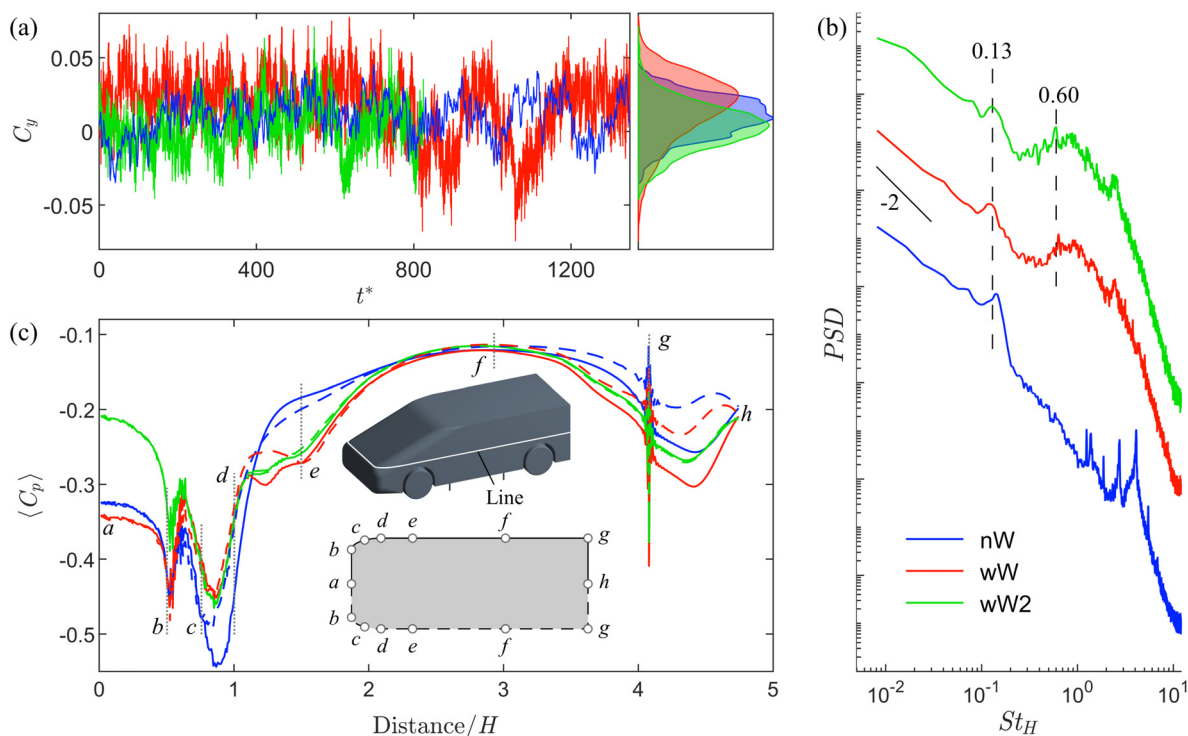 (a)
0.05
0
-0.05
C_y
0
400
800
1200
t*
(b)
0.13
0.60
-2
PSD
nW
wW
wW2
10^-2
10^-1
10^0
10^1
St_H
(c)
-0.1
-0.2
-0.3
-0.4
-0.5
⟨C_p⟩
a
b
c
d
e
f
g
h
Line
c d e f g
b
a h
b
c d e f g
0
1
2
3
4
5
Distance/H